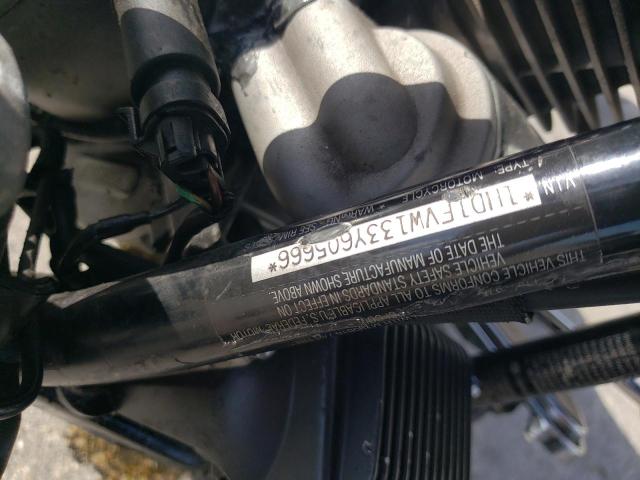 THIS VEHICLE CONFORMS TO ALL APPLICABLE U.S. FEDERAL MOTOR
VEHICLE SAFETY STANDARDS IN EFFECT ON
THE DATE OF MANUFACTURE SHOWN ABOVE
VIN *1HD1FVW133Y605666*
TYPE: MOTORCYCLE